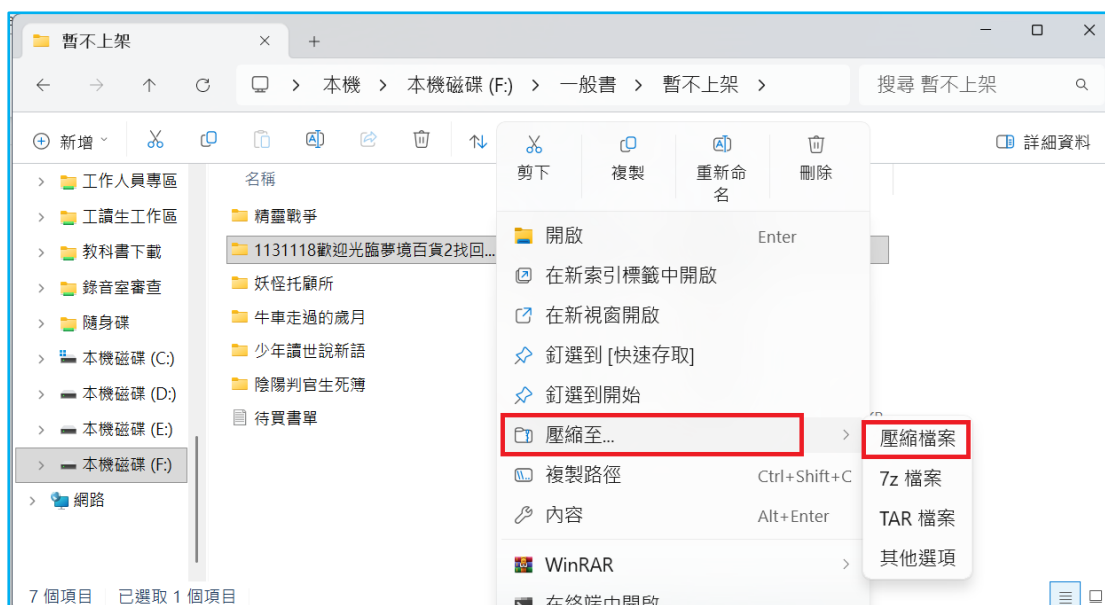 暫不上架
本機 > 本機磁碟 (F:) > 一般書 > 暫不上架 >
搜尋 暫不上架
新增
詳細資料
工作人員專區
工讀生工作區
教科書下載
錄音室審查
隨身碟
本機磁碟 (C:)
本機磁碟 (D:)
本機磁碟 (E:)
本機磁碟 (F:)
網路
名稱
精靈戰爭
1131118歡迎光臨夢境百貨2找回...
妖怪托顧所
牛車走過的歲月
少年讀世說新語
陰陽判官生死簿
待買書單
剪下
複製
重新命
名
刪除
開啟 Enter
在新索引標籤中開啟
在新視窗開啟
釘選到 [快速存取]
釘選到開始
壓縮至...
複製路徑 Ctrl+Shift+C
內容 Alt+Enter
WinRAR
在終端中開啟
壓縮檔案
7z 檔案
TAR 檔案
其他選項
7 個項目 已選取 1 個項目